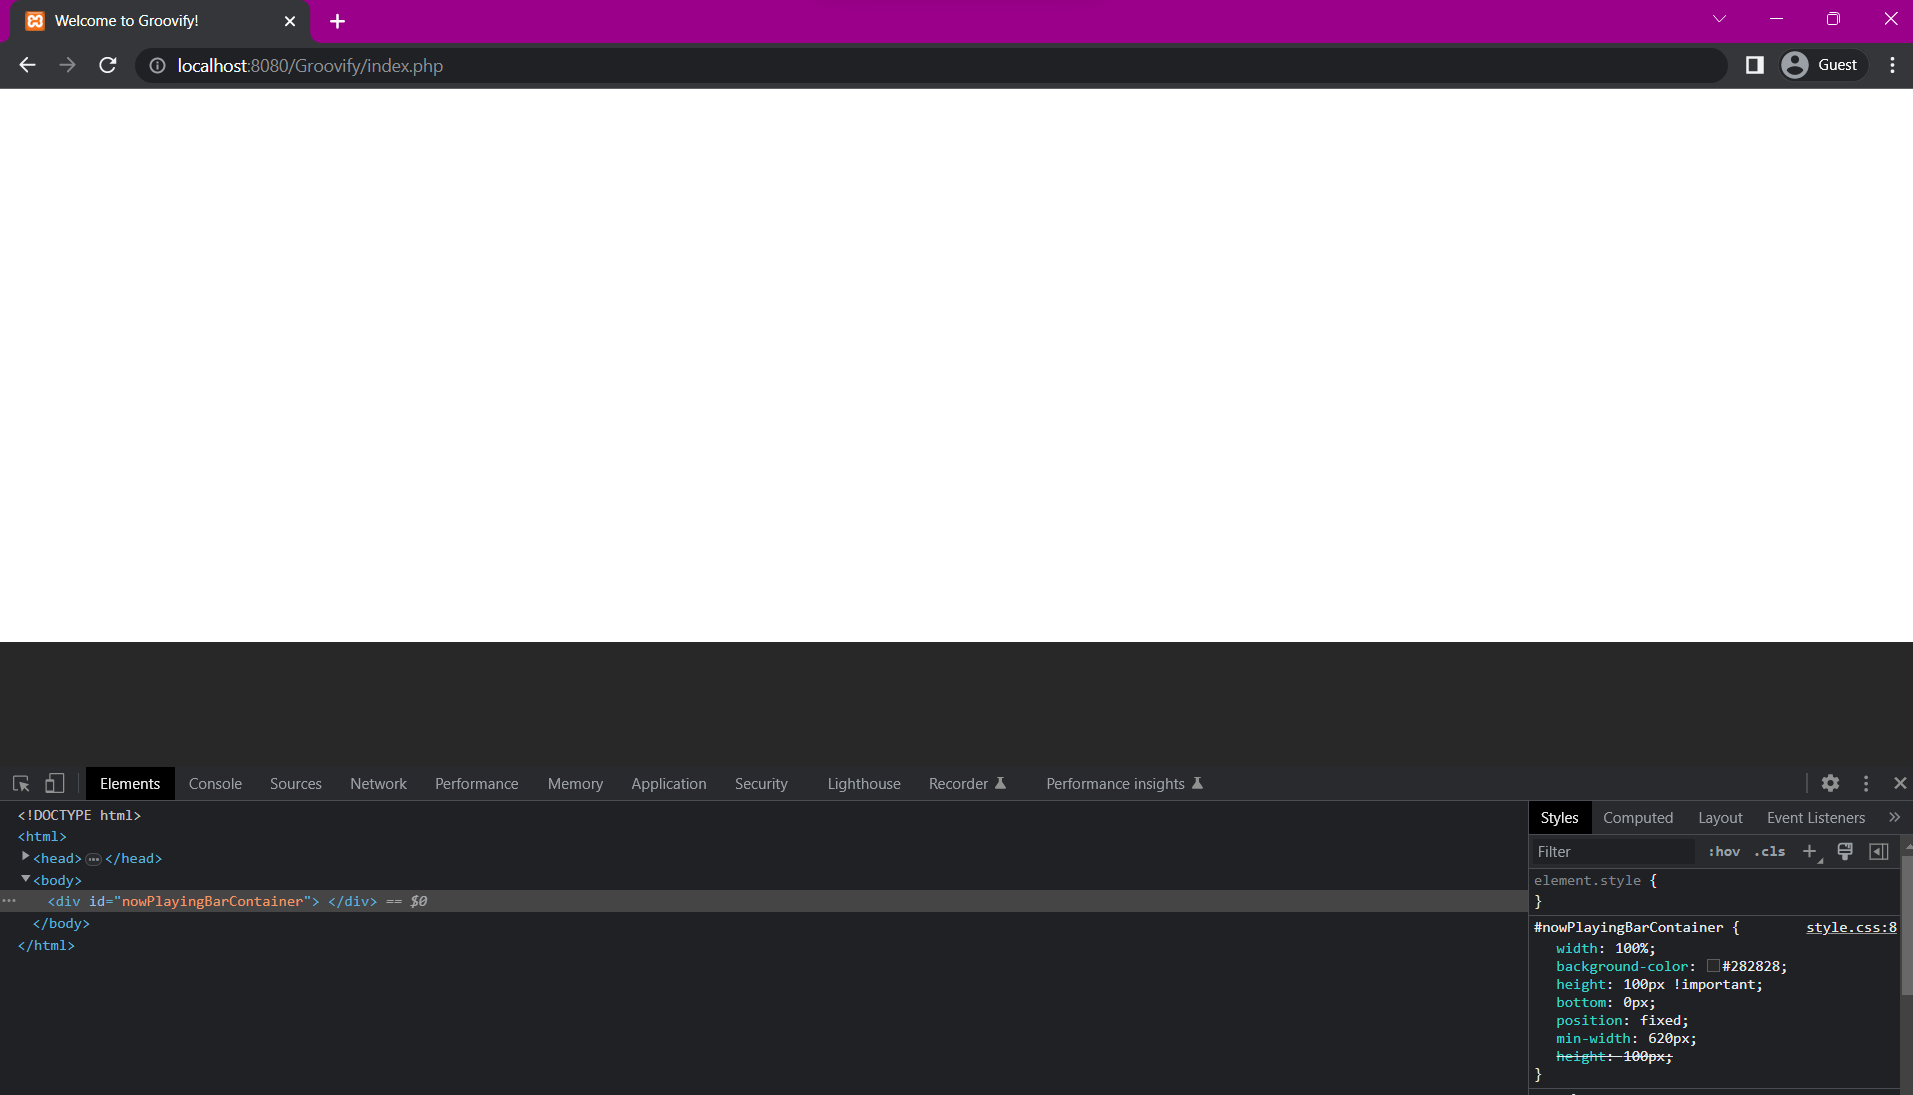 Welcome to Groovify!
localhost:8080/Groovify/index.php
Guest
Elements Console Sources Network Performance Memory Application Security Lighthouse Recorder Performance insights
<!DOCTYPE html>
<html>
<head>…</head>
<body>
<div id="nowPlayingBarContainer"> </div> == $0
</body>
</html>
Styles Computed Layout Event Listeners »
Filter :hov .cls +
element.style {
}
#nowPlayingBarContainer { style.css:8
width: 100%;
background-color: #282828;
height: 100px !important;
bottom: 0px;
position: fixed;
min-width: 620px;
height: 100px;
}